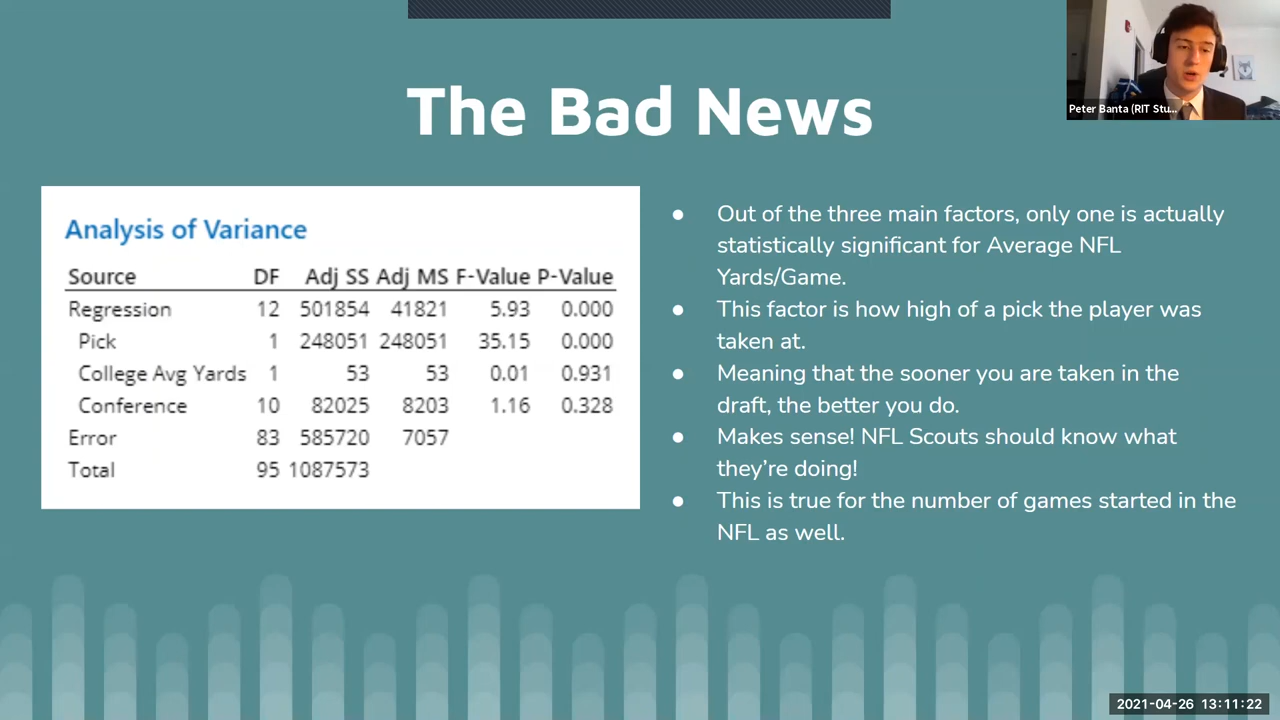 Peter Banta (RIT Stu...
The Bad News
Analysis of Variance
Source DF Adj SS Adj MS F-Value P-Value
Regression 12 501854 41821 5.93 0.000
Pick 1 248051 248051 35.15 0.000
College Avg Yards 1 53 53 0.01 0.931
Conference 10 82025 8203 1.16 0.328
Error 83 585720 7057
Total 95 1087573
● Out of the three main factors, only one is actually
statistically significant for Average NFL
Yards/Game.
● This factor is how high of a pick the player was
taken at.
● Meaning that the sooner you are taken in the
draft, the better you do.
● Makes sense! NFL Scouts should know what
they're doing!
● This is true for the number of games started in the
NFL as well.
2021-04-26 13:11:22